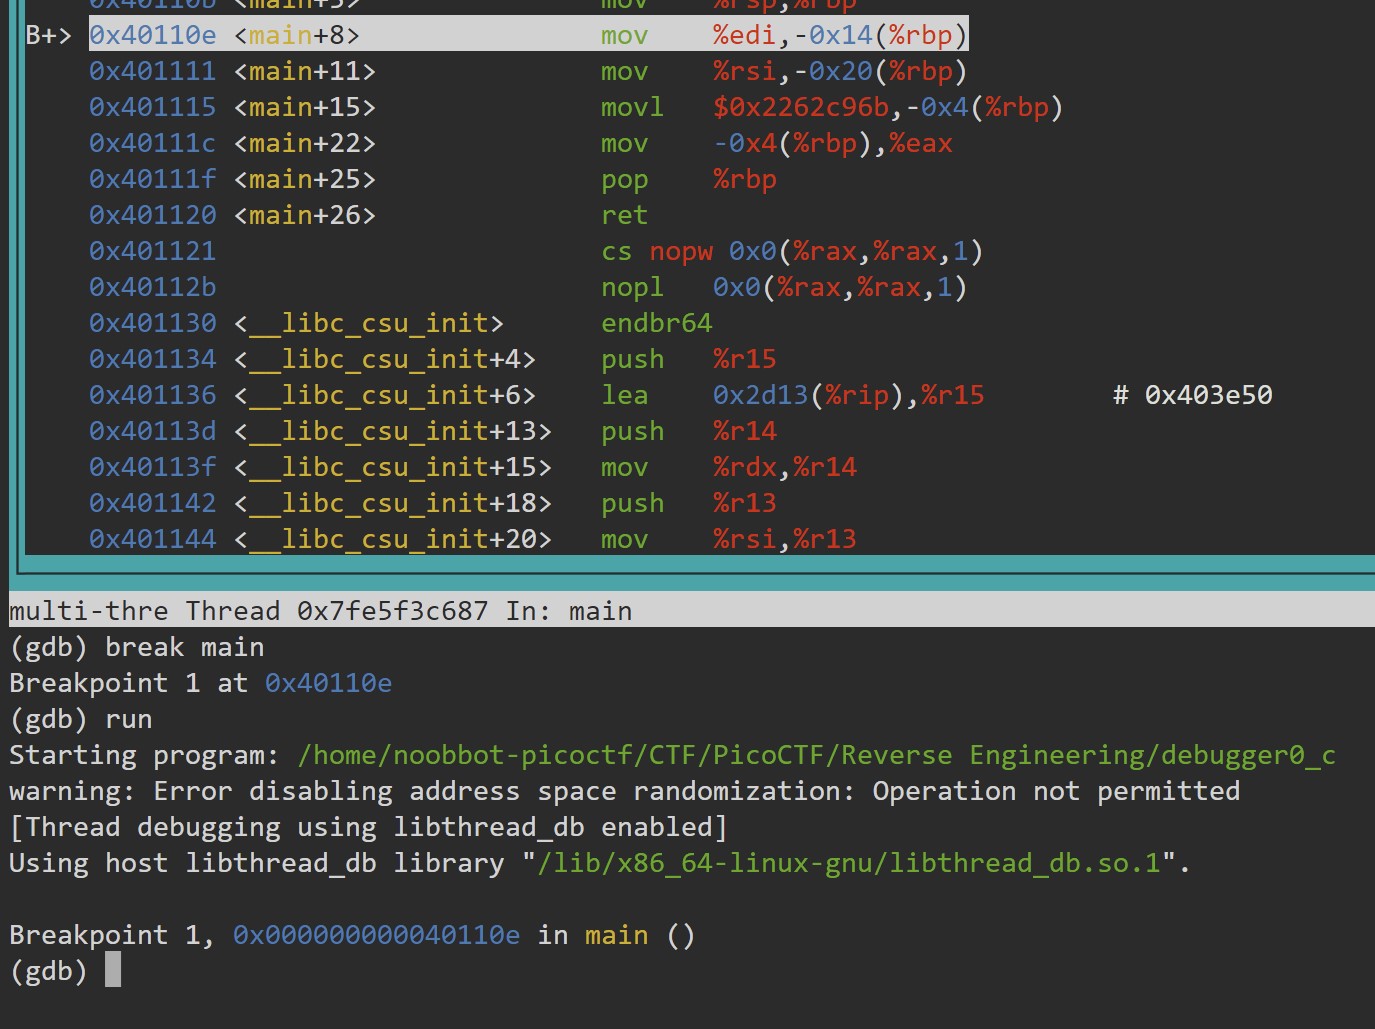 0x40110b <main+5> mov %rsp,%rbp
B+> 0x40110e <main+8> mov %edi,-0x14(%rbp)
0x401111 <main+11> mov %rsi,-0x20(%rbp)
0x401115 <main+15> movl $0x2262c96b,-0x4(%rbp)
0x40111c <main+22> mov -0x4(%rbp),%eax
0x40111f <main+25> pop %rbp
0x401120 <main+26> ret
0x401121 cs nopw 0x0(%rax,%rax,1)
0x40112b nopl 0x0(%rax,%rax,1)
0x401130 <__libc_csu_init> endbr64
0x401134 <__libc_csu_init+4> push %r15
0x401136 <__libc_csu_init+6> lea 0x2d13(%rip),%r15 # 0x403e50
0x40113d <__libc_csu_init+13> push %r14
0x40113f <__libc_csu_init+15> mov %rdx,%r14
0x401142 <__libc_csu_init+18> push %r13
0x401144 <__libc_csu_init+20> mov %rsi,%r13
multi-thre Thread 0x7fe5f3c687 In: main
(gdb) break main
Breakpoint 1 at 0x40110e
(gdb) run
Starting program: /home/noobbot-picoctf/CTF/PicoCTF/Reverse Engineering/debugger0_c
warning: Error disabling address space randomization: Operation not permitted
[Thread debugging using libthread_db enabled]
Using host libthread_db library "/lib/x86_64-linux-gnu/libthread_db.so.1".
Breakpoint 1, 0x000000000040110e in main ()
(gdb)